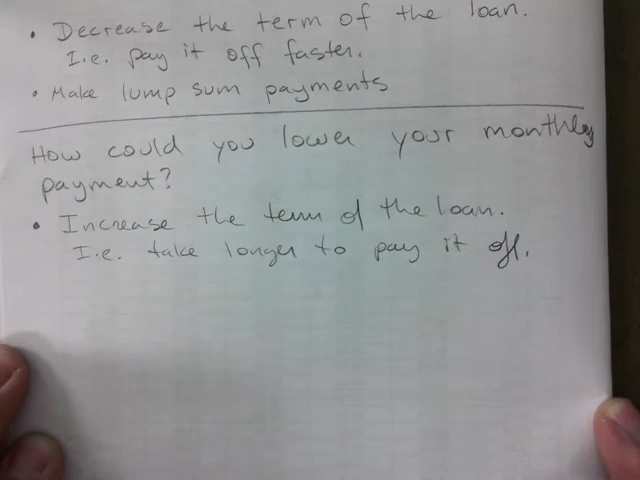 • Decrease the term of the loan.
I.e. pay it off faster.
• Make lump sum payments
How could you lower your monthly
payment?
• Increase the term of the loan.
I.e. take longer to pay it off.